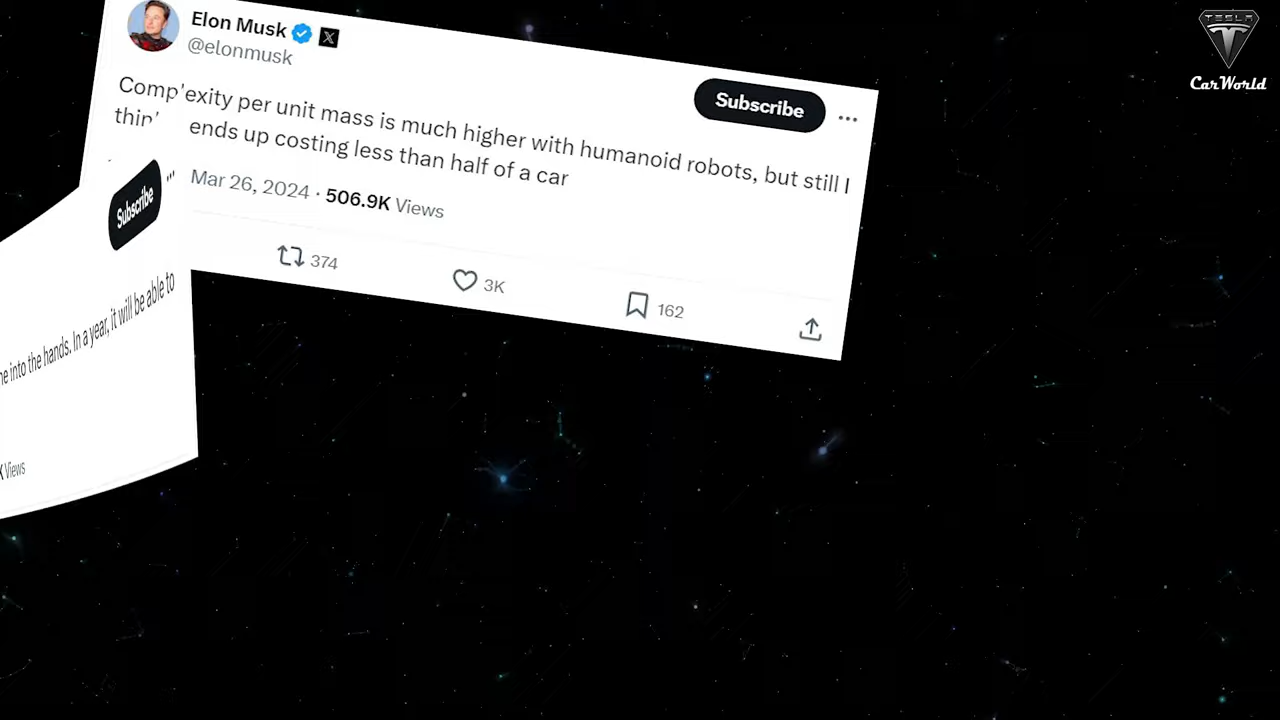 Elon Musk
@elonmusk
Subscribe
Comp exity per unit mass is much higher with humanoid robots, but still I
thin ends up costing less than half of a car
Mar 26, 2024 · 506.9K Views
374
3K
162
Subscribe
into the hands. In a year, it will be able to
Views
TESLA
CarWorld